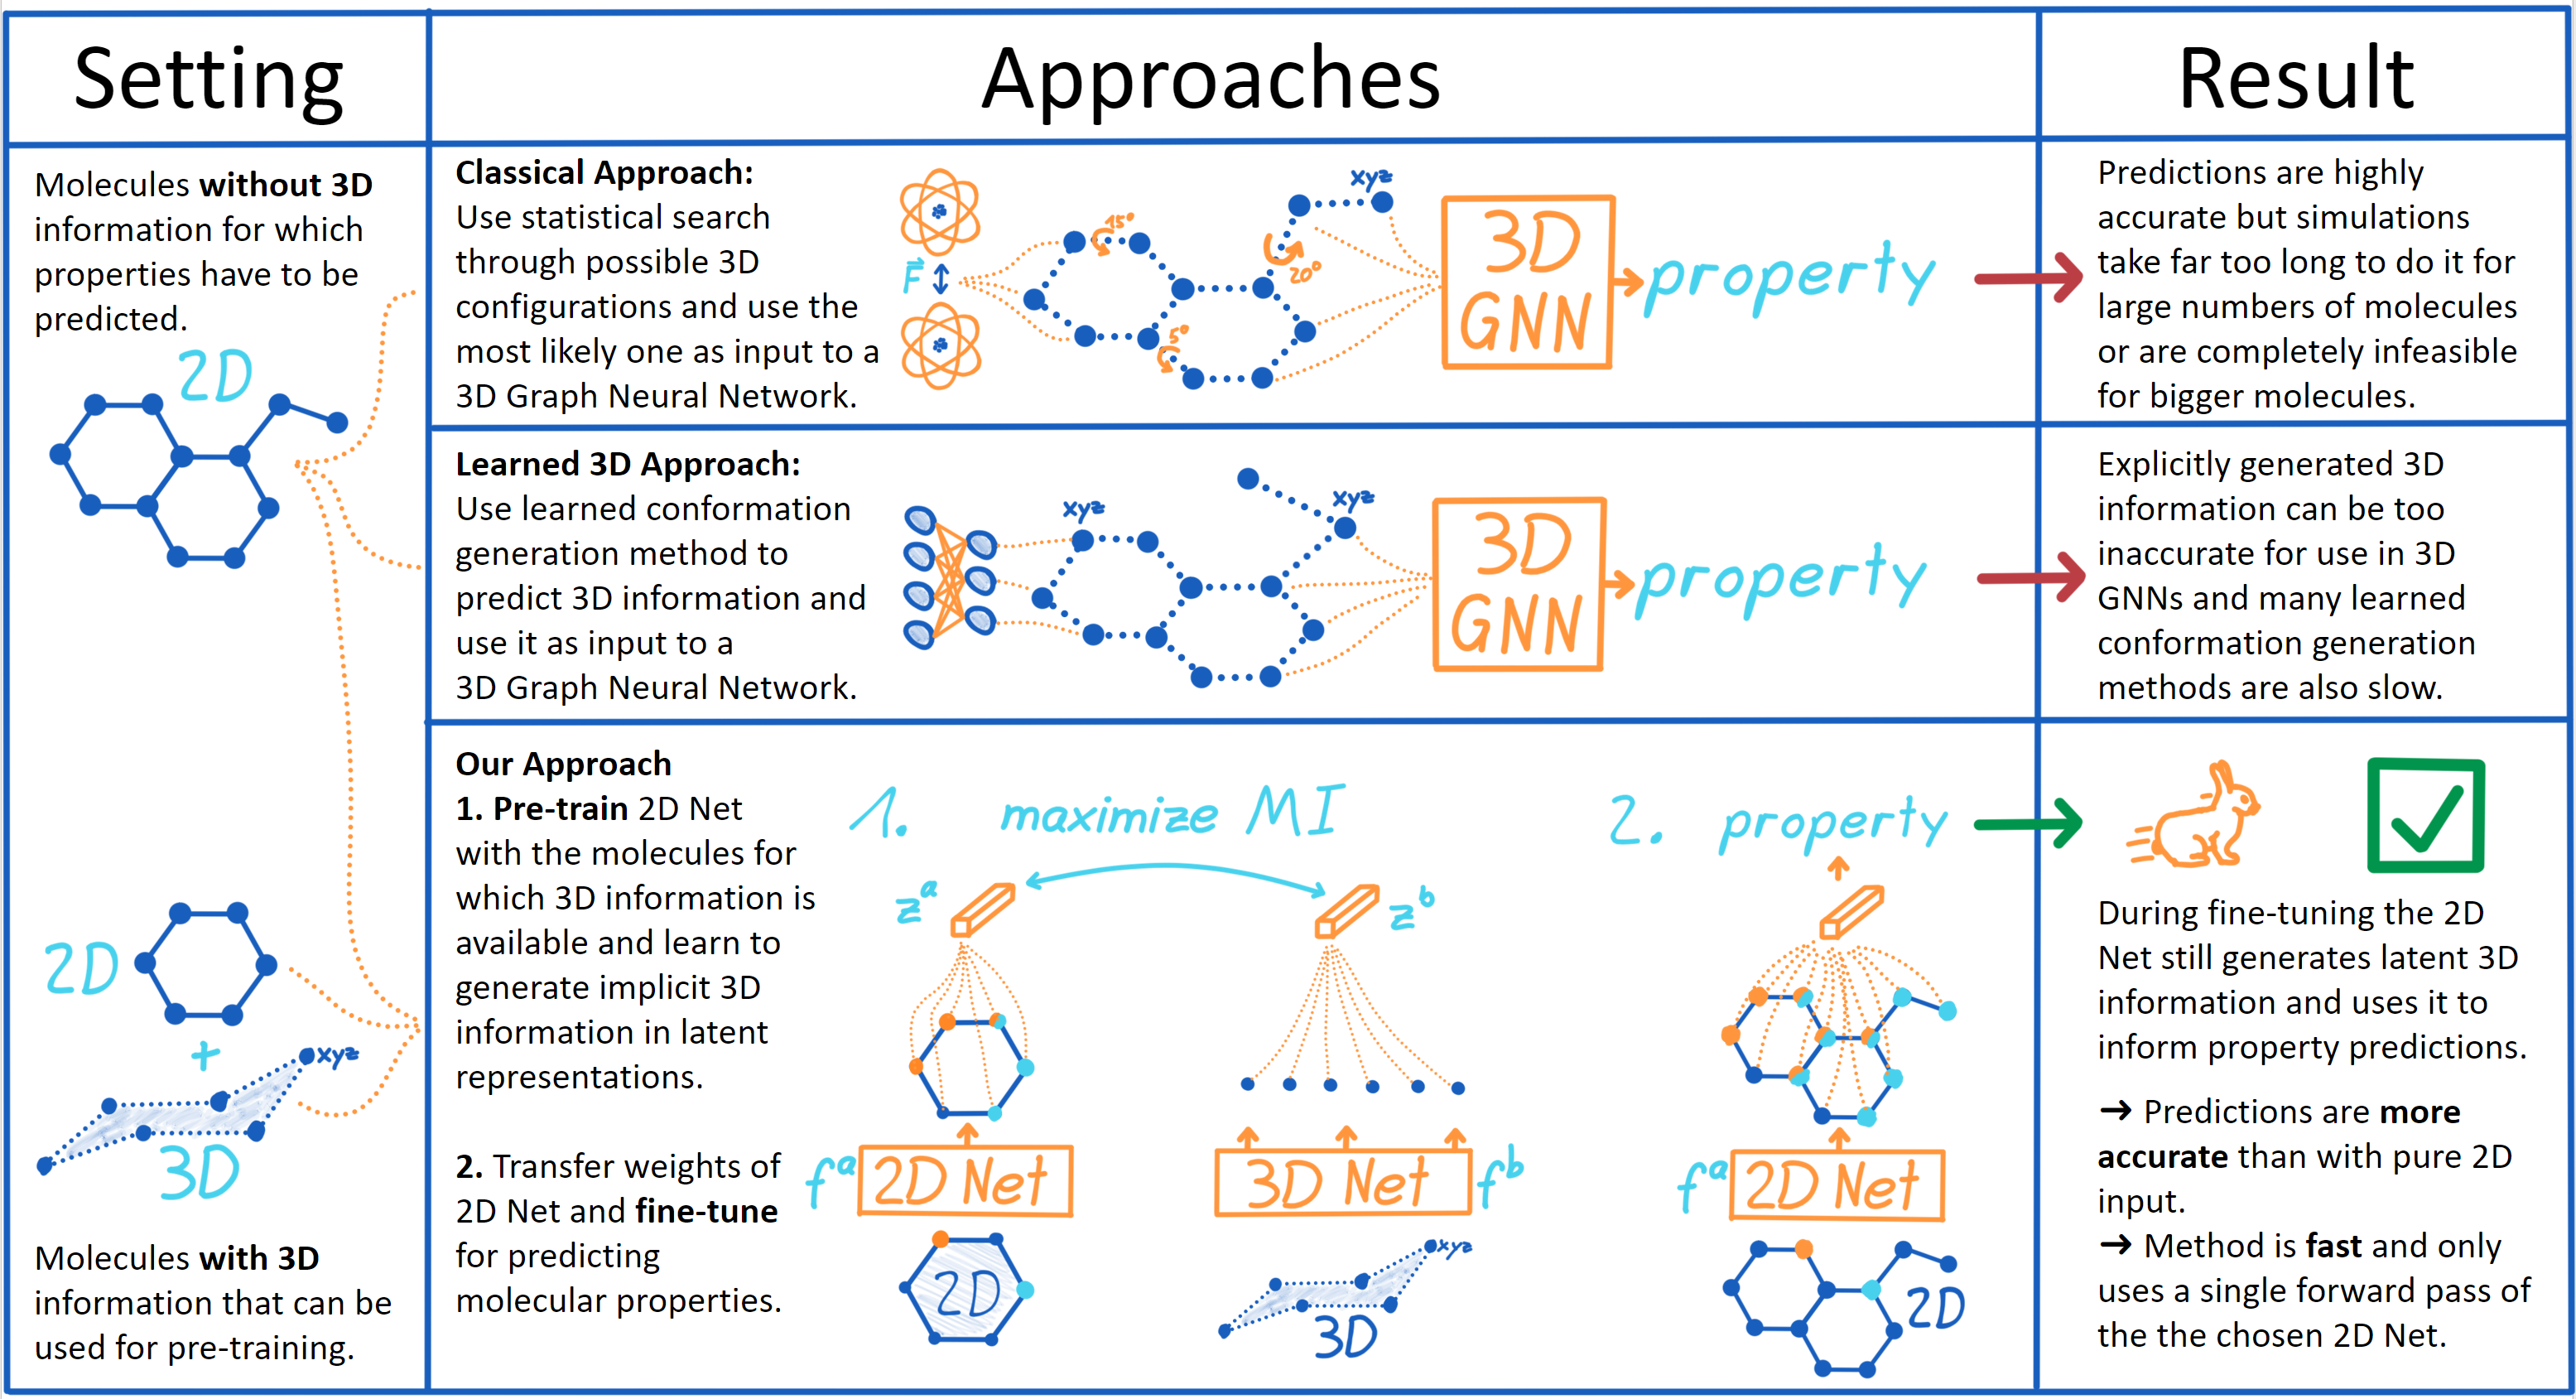 Setting
Approaches
Result
Molecules without 3D
information for which
properties have to be
predicted.
2D
2D
+
xyz
3D
Molecules with 3D
information that can be
used for pre-training.
Classical Approach:
Use statistical search
through possible 3D
configurations and use the
most likely one as input to a
3D Graph Neural Network.
F
15°
5°
20°
xyz
3D
GNN
property
Predictions are highly
accurate but simulations
take far too long to do it for
large numbers of molecules
or are completely infeasible
for bigger molecules.
Learned 3D Approach:
Use learned conformation
generation method to
predict 3D information and
use it as input to a
3D Graph Neural Network.
xyz
xyz
3D
GNN
property
Explicitly generated 3D
information can be too
inaccurate for use in 3D
GNNs and many learned
conformation generation
methods are also slow.
Our Approach
1. Pre-train 2D Net
with the molecules for
which 3D information is
available and learn to
generate implicit 3D
information in latent
representations.
2. Transfer weights of
2D Net and fine-tune
for predicting
molecular properties.
1. maximize MI
z^a
z^b
f^a 2D Net
3D Net f^b
2D
xyz
3D
2. property
f^a 2D Net
2D
During fine-tuning the 2D
Net still generates latent 3D
information and uses it to
inform property predictions.
→ Predictions are more
accurate than with pure 2D
input.
→ Method is fast and only
uses a single forward pass of
the the chosen 2D Net.